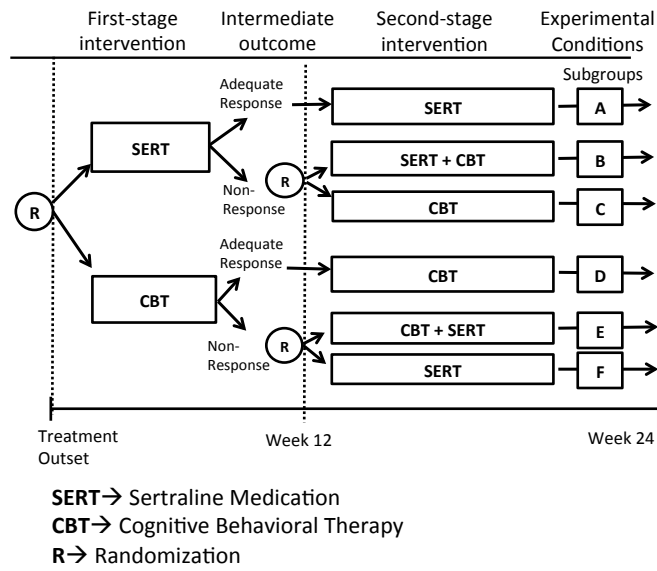 First-stage intervention
Intermediate outcome
Second-stage intervention
Experimental Conditions
Subgroups
Adequate Response
SERT
A
SERT
R
SERT + CBT
B
Non-Response
CBT
C
R
Adequate Response
CBT
D
CBT
R
CBT + SERT
E
Non-Response
SERT
F
Treatment Outset
Week 12
Week 24
SERT→ Sertraline Medication
CBT→ Cognitive Behavioral Therapy
R→ Randomization